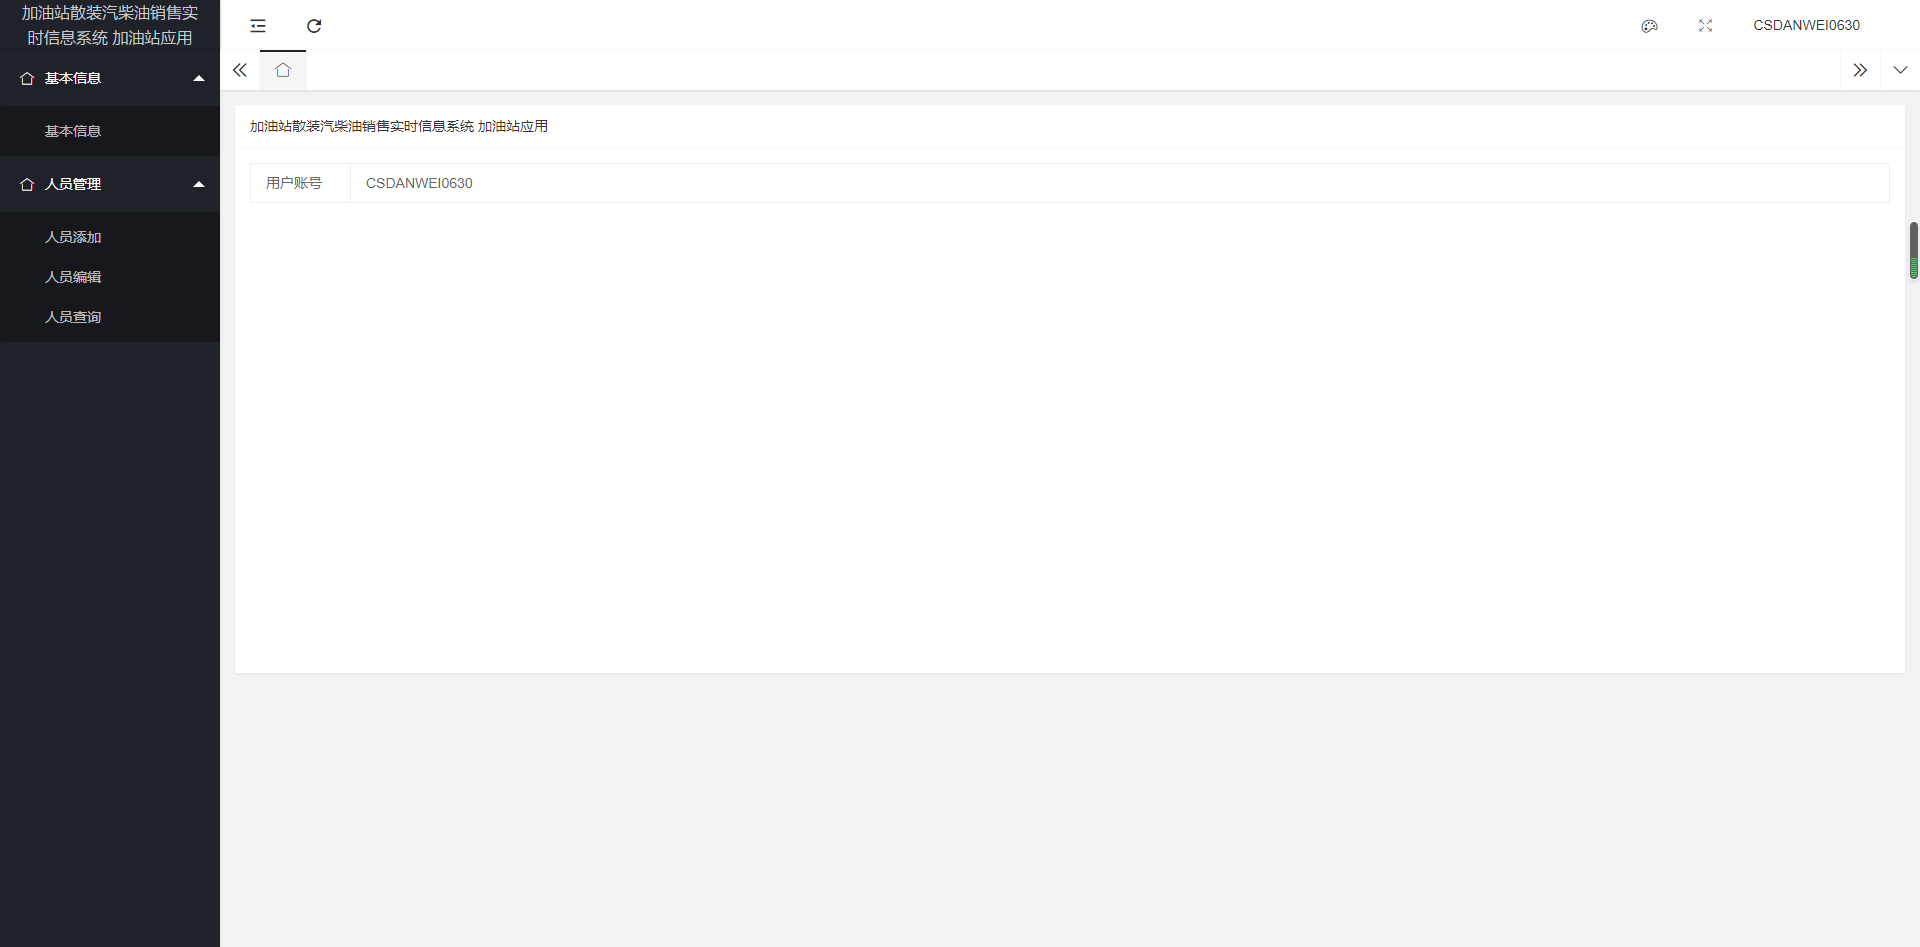 加油站散装汽柴油销售实
时信息系统 加油站应用
CSDANWEI0630
基本信息
基本信息
人员管理
人员添加
人员编辑
人员查询
加油站散装汽柴油销售实时信息系统 加油站应用
用户账号 CSDANWEI0630